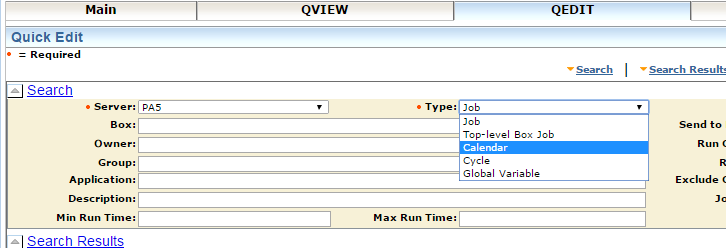 Main QVIEW QEDIT
Quick Edit
• = Required
Search | Search Results
Search
• Server: PA5 • Type: Job
Job
Box: Top-level Box Job Send to
Owner: Calendar Run
Group: Cycle
Application: Global Variable Exclude
Description:
Min Run Time: Max Run Time:
Search Results